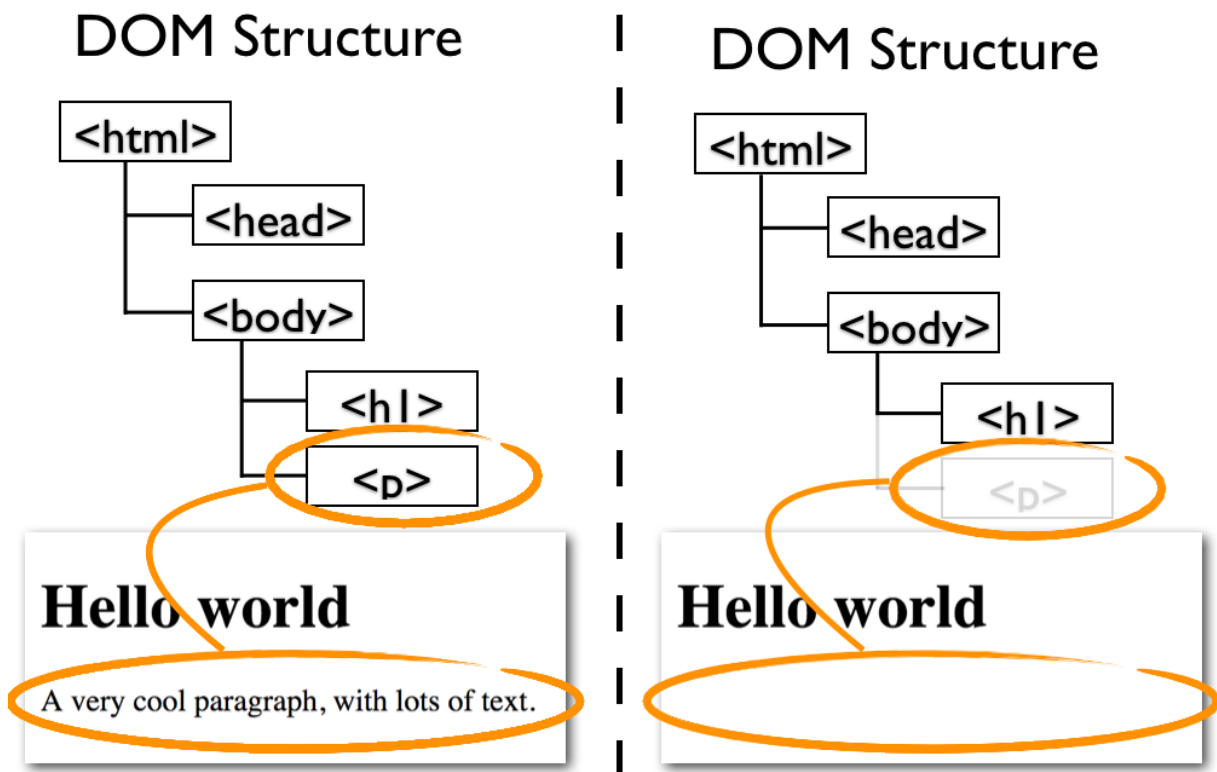 DOM Structure
<html>
<head>
<body>
<h1>
<p>
Hello world
A very cool paragraph, with lots of text.
DOM Structure
<html>
<head>
<body>
<h1>
<p>
Hello world